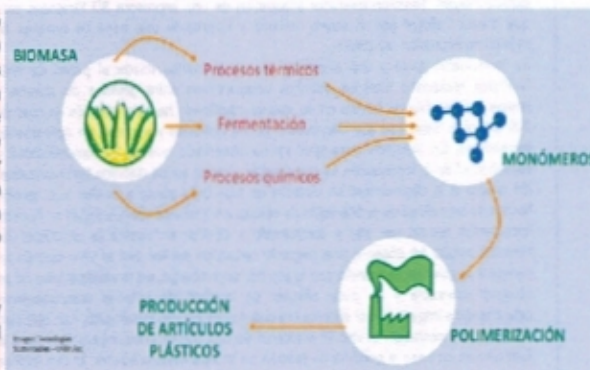 BIOMASA
Procesos térmicos
Fermentación
Procesos químicos
MONÓMEROS
POLIMERIZACIÓN
PRODUCCIÓN
DE ARTÍCULOS
PLÁSTICOS